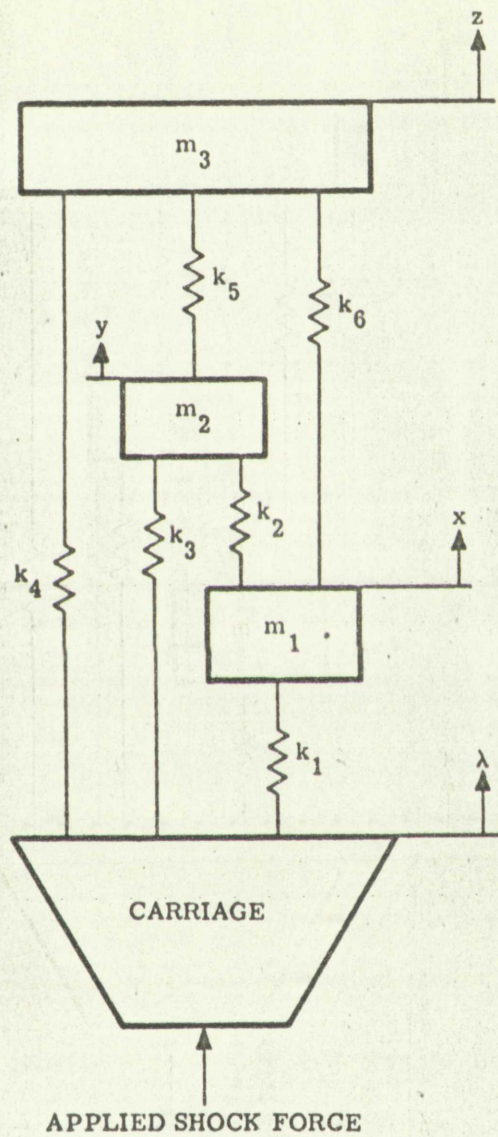 z
m₃
k₅
k₆
y
m₂
k₂
k₃
x
k₄
m₁
k₁
λ
CARRIAGE
APPLIED SHOCK FORCE